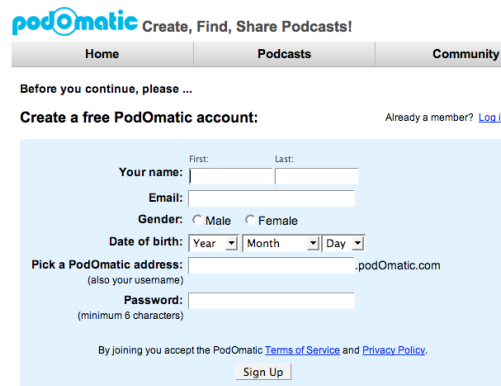 podOmatic Create, Find, Share Podcasts!
Home Podcasts Community
Before you continue, please ...
Create a free PodOmatic account: Already a member? Log i
First: Last:
Your name:
Email:
Gender: Male Female
Date of birth: Year Month Day
Pick a PodOmatic address: .podOmatic.com
(also your username)
Password:
(minimum 6 characters)
By joining you accept the PodOmatic Terms of Service and Privacy Policy.
Sign Up